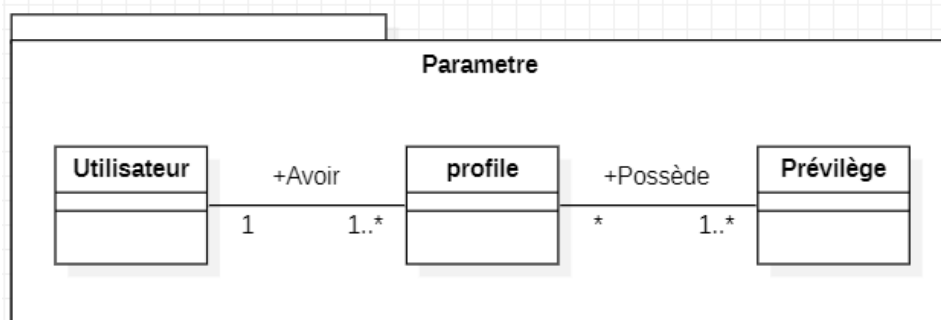 Parametre
Utilisateur
+Avoir
profile
+Possède
Prévilège
1
1..*
*
1..*